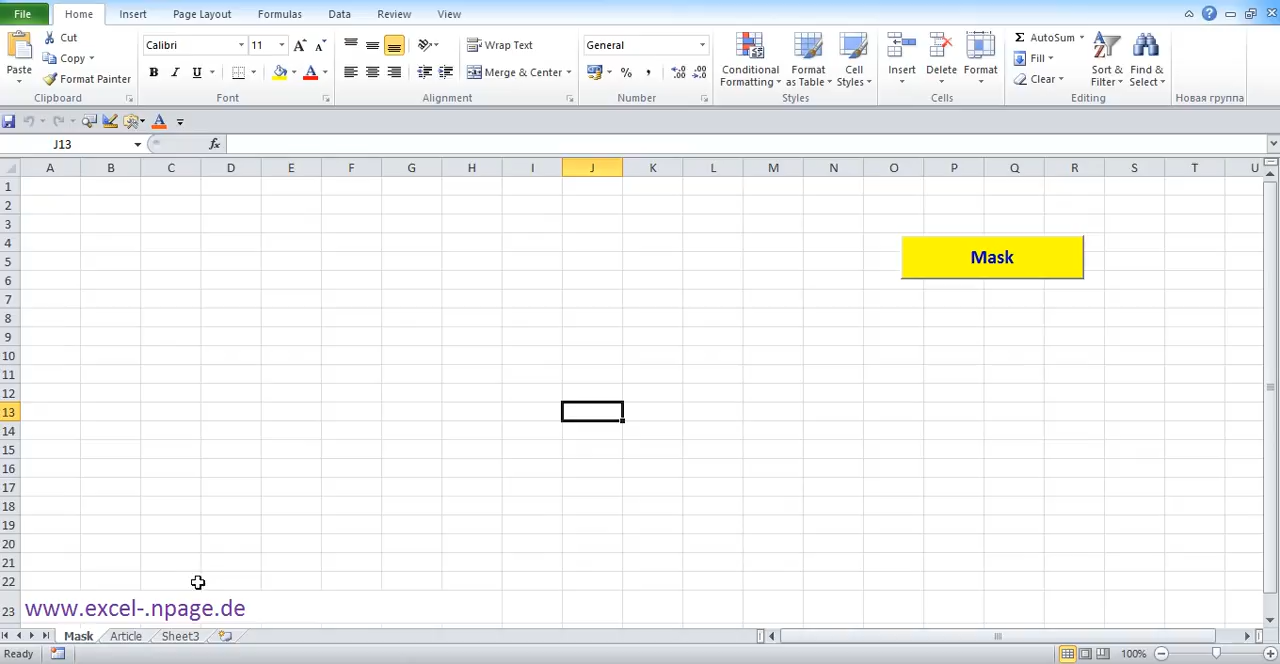 File Home Insert Page Layout Formulas Data Review View
Cut
Copy
Format Painter
Paste
Clipboard
Calibri 11
B I U A
Font
Wrap Text
Merge & Center
Alignment
General
%
Number
Conditional Formatting
Format as Table
Cell Styles
Styles
Insert Delete Format
Cells
Σ AutoSum
Fill
Clear
Sort & Filter
Find & Select
Editing
Новая группа
J13 fx
A B C D E F G H I J K L M N O P Q R S T U
1
2
3
4
5
6
7
8
9
10
11
12
13
14
15
16
17
18
19
20
21
22
23
Mask
www.excel-.npage.de
Mask Article Sheet3
Ready 100%